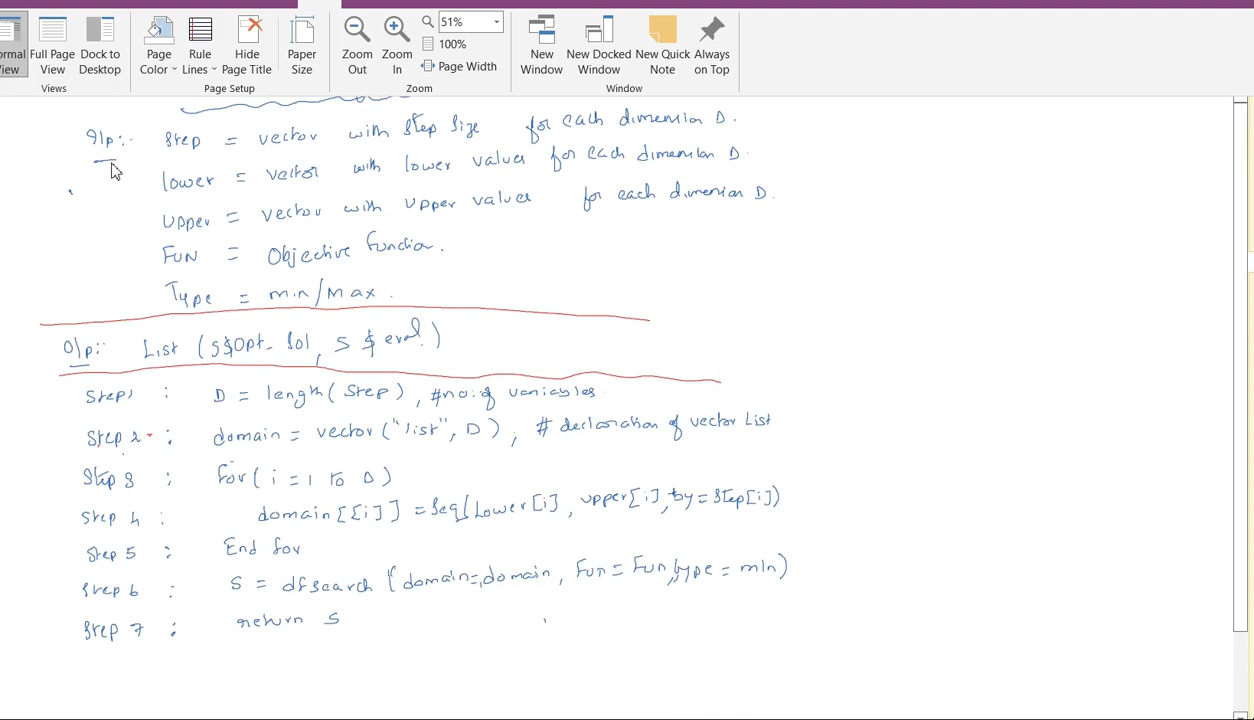 51%
100%
Page Width
ormal View
Full Page View
Dock to Desktop
Page Color
Rule Lines
Hide Page Title
Paper Size
Zoom Out
Zoom In
New Window
New Docked Window
New Quick Note
Always on Top
Views
Page Setup
Zoom
Window
I/p:- Step = vector with Step Size for each dimension D.
lower = vector with lower values for each dimension D.
Upper = vector with Upper values for each dimension D.
FUN = Objective Function.
Type = min/Max.
O/p:- List (S$Opt_Sol, S $ eval)
Step1 : D = length(Step), #no. of variables.
Step 2 : domain = vector("list", D); # declaration of vector List
Step 3 : for( i = 1 to D)
Step 4 : domain[[i]] = Seq(Lower[i], upper[i], by=Step[i])
Step 5 : End for
Step 6 : S = dfsearch (domain=domain, Fun = Fun, type = min)
Step 7 : return S